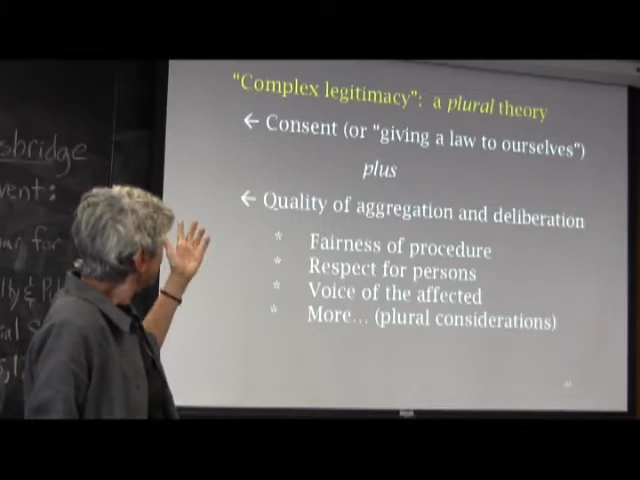 "Complex legitimacy": a plural theory
← Consent (or "giving a law to ourselves")
plus
← Quality of aggregation and deliberation
* Fairness of procedure
* Respect for persons
* Voice of the affected
* More... (plural considerations)
sbridge
vent:
for
&